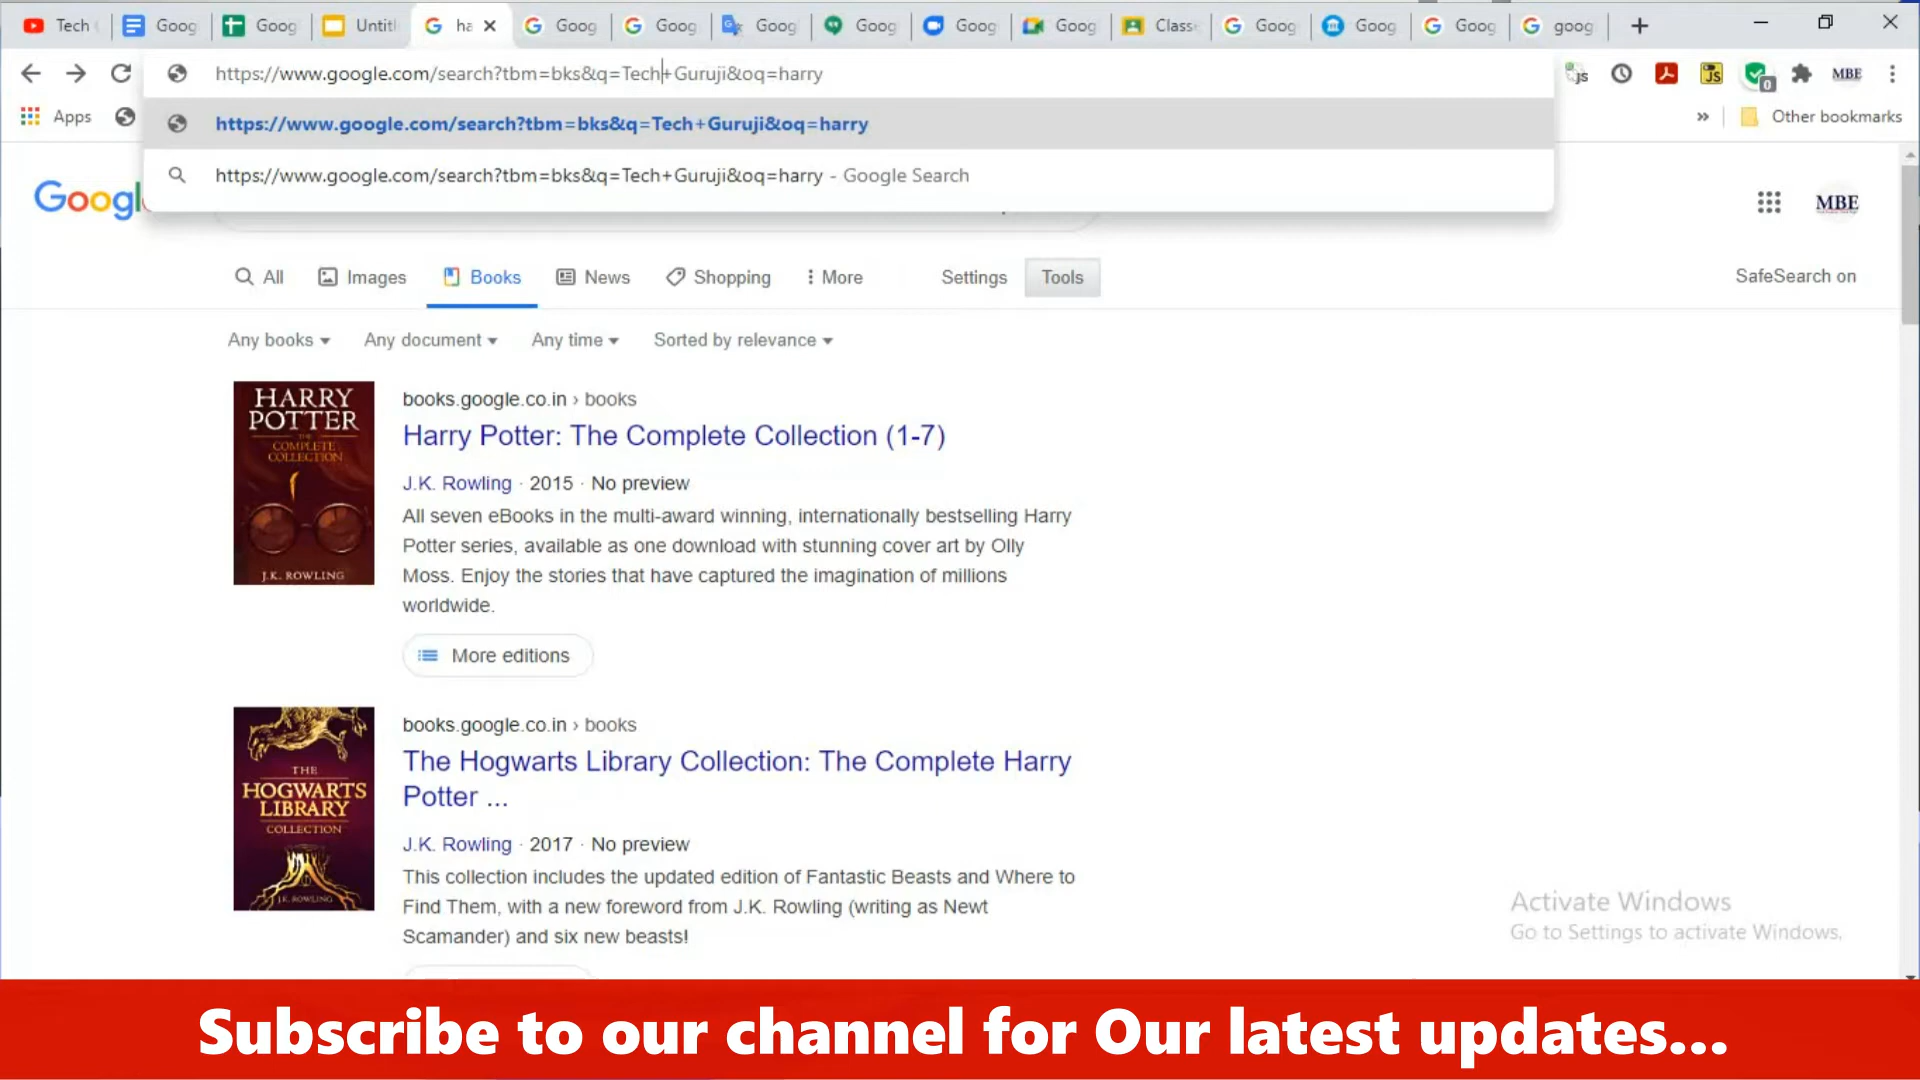 Tech
Goog
Goog
Untitl
ha
Goog
Goog
Goog
Goog
Goog
Goog
Class
Goog
Goog
Goog
goog
https://www.google.com/search?tbm=bks&q=Tech+Guruji&oq=harry
JS
JS
0
MBE
https://www.google.com/search?tbm=bks&q=Tech+Guruji&oq=harry
https://www.google.com/search?tbm=bks&q=Tech+Guruji&oq=harry - Google Search
Apps
» Other bookmarks
Googl
MBE
All
Images
Books
News
Shopping
More
Settings
Tools
SafeSearch on
Any books
Any document
Any time
Sorted by relevance
HARRY
POTTER
THE
COMPLETE
COLLECTION
J.K. ROWLING
books.google.co.in › books
Harry Potter: The Complete Collection (1-7)
J.K. Rowling · 2015 · No preview
All seven eBooks in the multi-award winning, internationally bestselling Harry
Potter series, available as one download with stunning cover art by Olly
Moss. Enjoy the stories that have captured the imagination of millions
worldwide.
More editions
THE
HOGWARTS
LIBRARY
COLLECTION
J.K. ROWLING
books.google.co.in › books
The Hogwarts Library Collection: The Complete Harry
Potter ...
J.K. Rowling · 2017 · No preview
This collection includes the updated edition of Fantastic Beasts and Where to
Find Them, with a new foreword from J.K. Rowling (writing as Newt
Scamander) and six new beasts!
Activate Windows
Go to Settings to activate Windows.
Subscribe to our channel for Our latest updates...